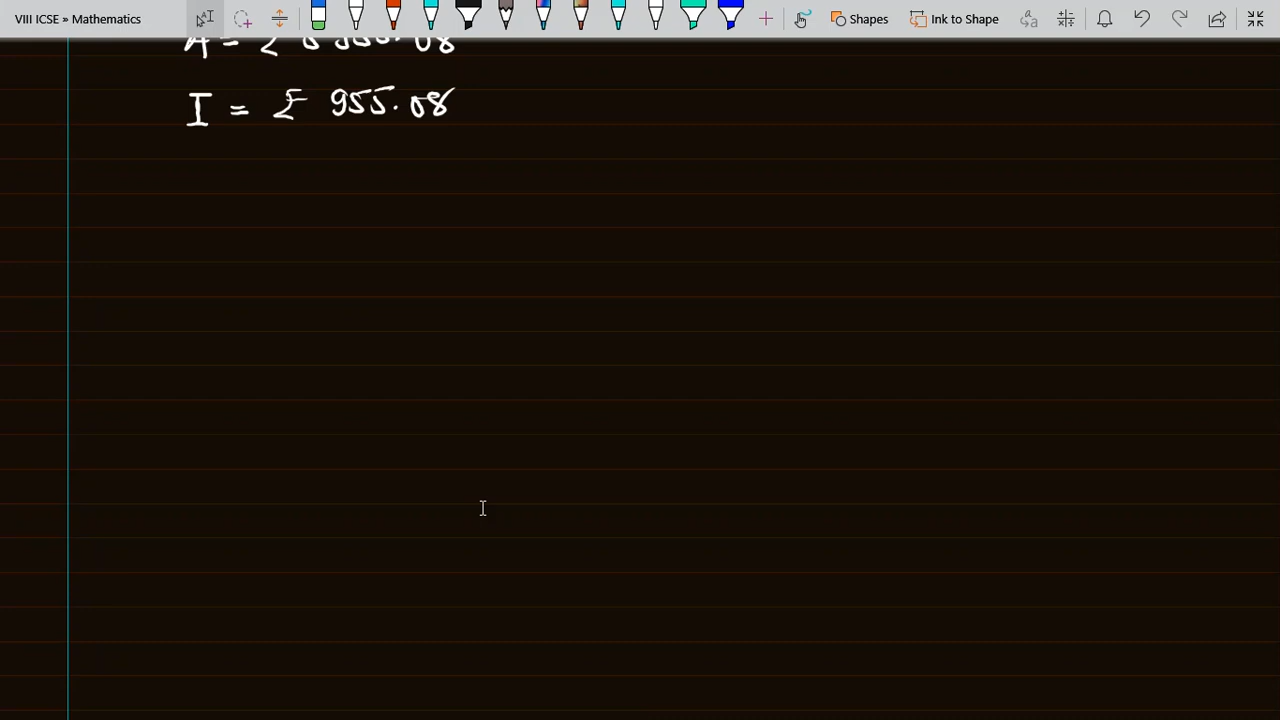 VIII ICSE » Mathematics
Shapes
Ink to Shape
A = ₹
I = ₹ 955.08